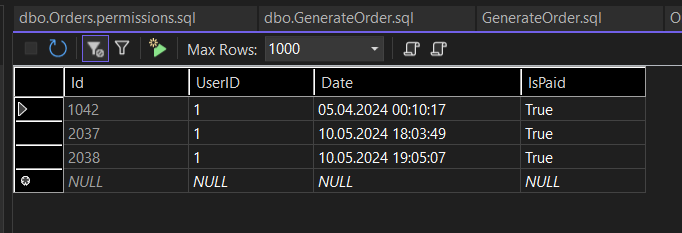 dbo.Orders.permissions.sql dbo.GenerateOrder.sql GenerateOrder.sql O
Max Rows: 1000
Id UserID Date IsPaid
1042 1 05.04.2024 00:10:17 True
2037 1 10.05.2024 18:03:49 True
2038 1 10.05.2024 19:05:07 True
NULL NULL NULL NULL